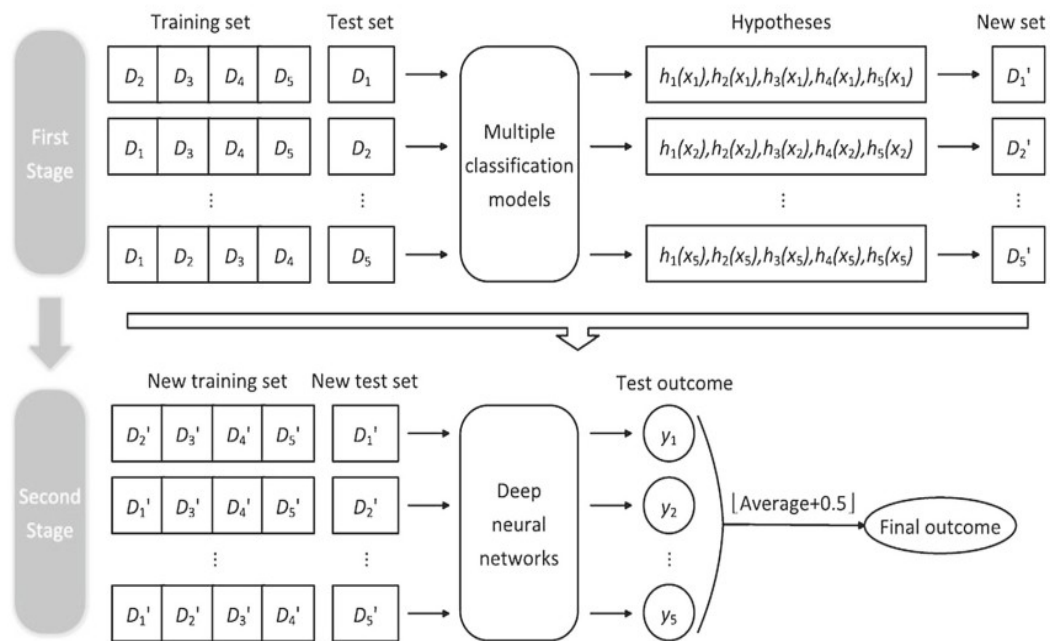 Training set Test set Hypotheses New set
First Stage
D₂ D₃ D₄ D₅ D₁ h₁(x₁),h₂(x₁),h₃(x₁),h₄(x₁),h₅(x₁) D₁'
D₁ D₃ D₄ D₅ D₂ h₁(x₂),h₂(x₂),h₃(x₂),h₄(x₂),h₅(x₂) D₂'
Multiple
classification
models
⋮ ⋮ ⋮ ⋮
D₁ D₂ D₃ D₄ D₅ h₁(x₅),h₂(x₅),h₃(x₅),h₄(x₅),h₅(x₅) D₅'
New training set New test set Test outcome
Second Stage
D₂' D₃' D₄' D₅' D₁' y₁
D₁' D₃' D₄' D₅' D₂' y₂
Deep
neural
networks
⋮ ⋮ ⋮
D₁' D₂' D₃' D₄' D₅' y₅
⌊Average+0.5⌋
Final outcome